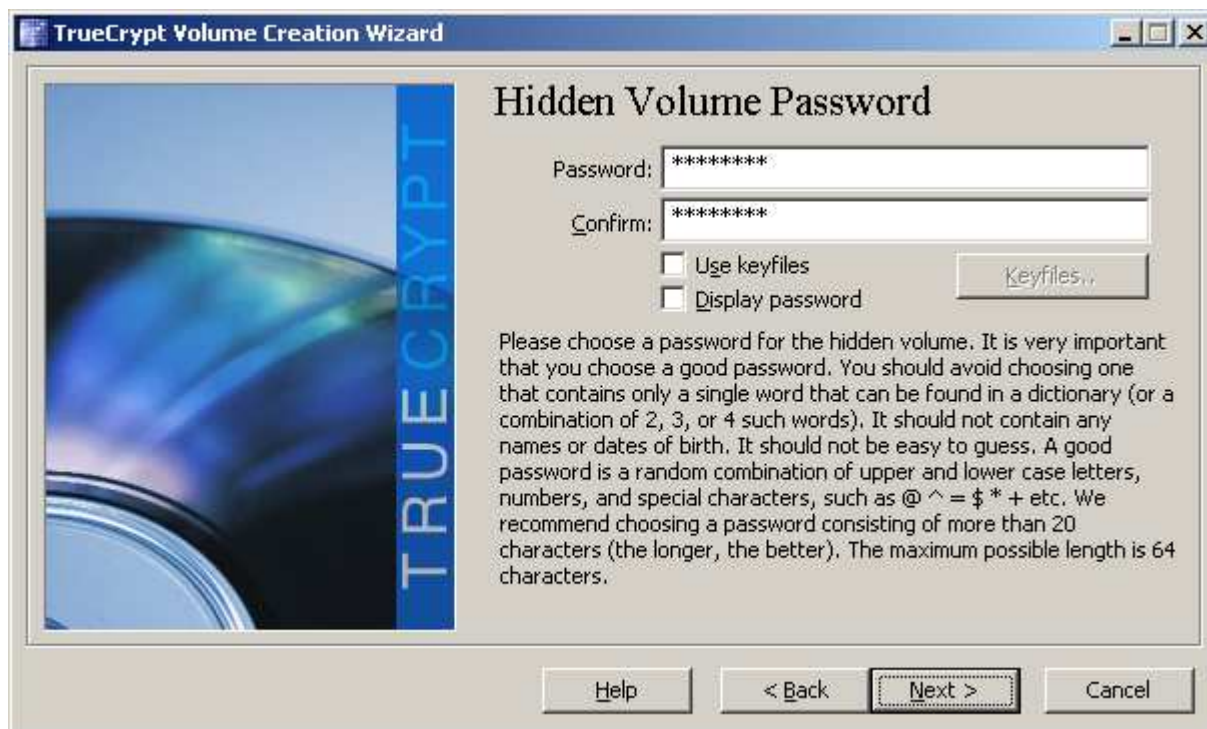 TrueCrypt Volume Creation Wizard
TRUECRYPT
Hidden Volume Password
Password: ********
Confirm: ********
Use keyfiles
Keyfiles..
Display password
Please choose a password for the hidden volume. It is very important
that you choose a good password. You should avoid choosing one
that contains only a single word that can be found in a dictionary (or a
combination of 2, 3, or 4 such words). It should not contain any
names or dates of birth. It should not be easy to guess. A good
password is a random combination of upper and lower case letters,
numbers, and special characters, such as @ ^ = $ * + etc. We
recommend choosing a password consisting of more than 20
characters (the longer, the better). The maximum possible length is 64
characters.
Help
< Back
Next >
Cancel